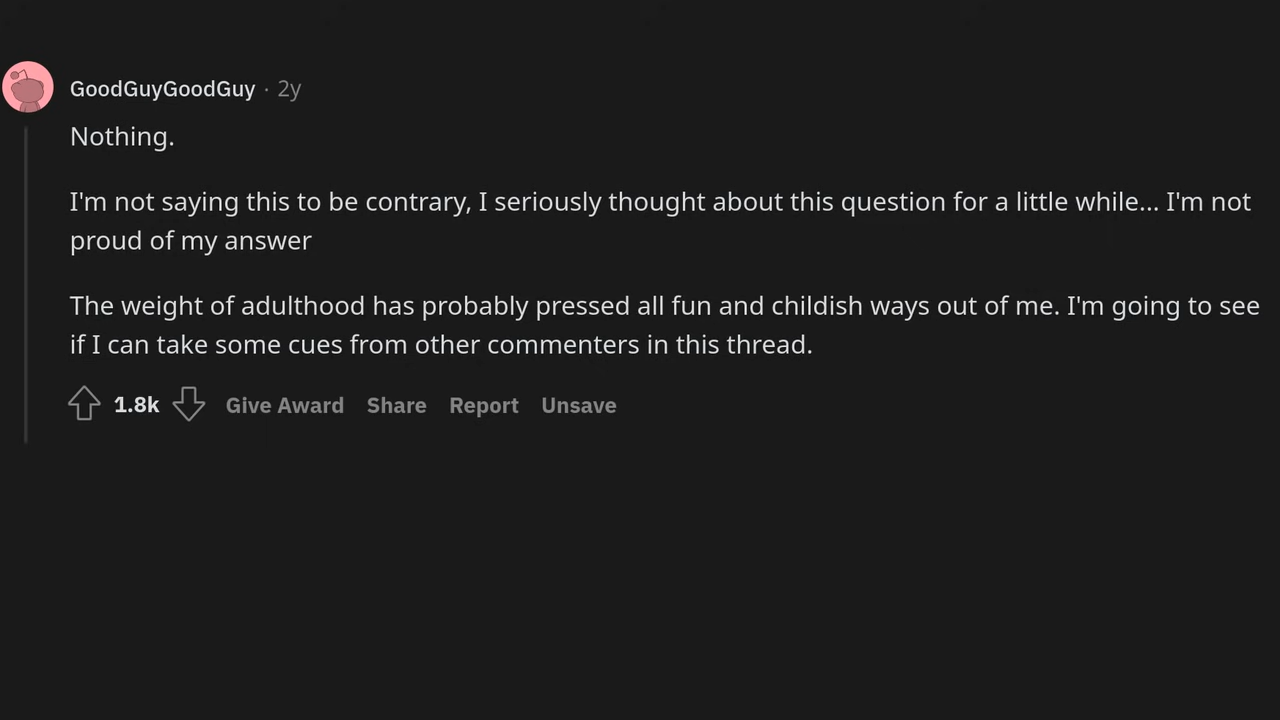 GoodGuyGoodGuy · 2y
Nothing.
I'm not saying this to be contrary, I seriously thought about this question for a little while... I'm not
proud of my answer
The weight of adulthood has probably pressed all fun and childish ways out of me. I'm going to see
if I can take some cues from other commenters in this thread.
1.8k Give Award Share Report Unsave